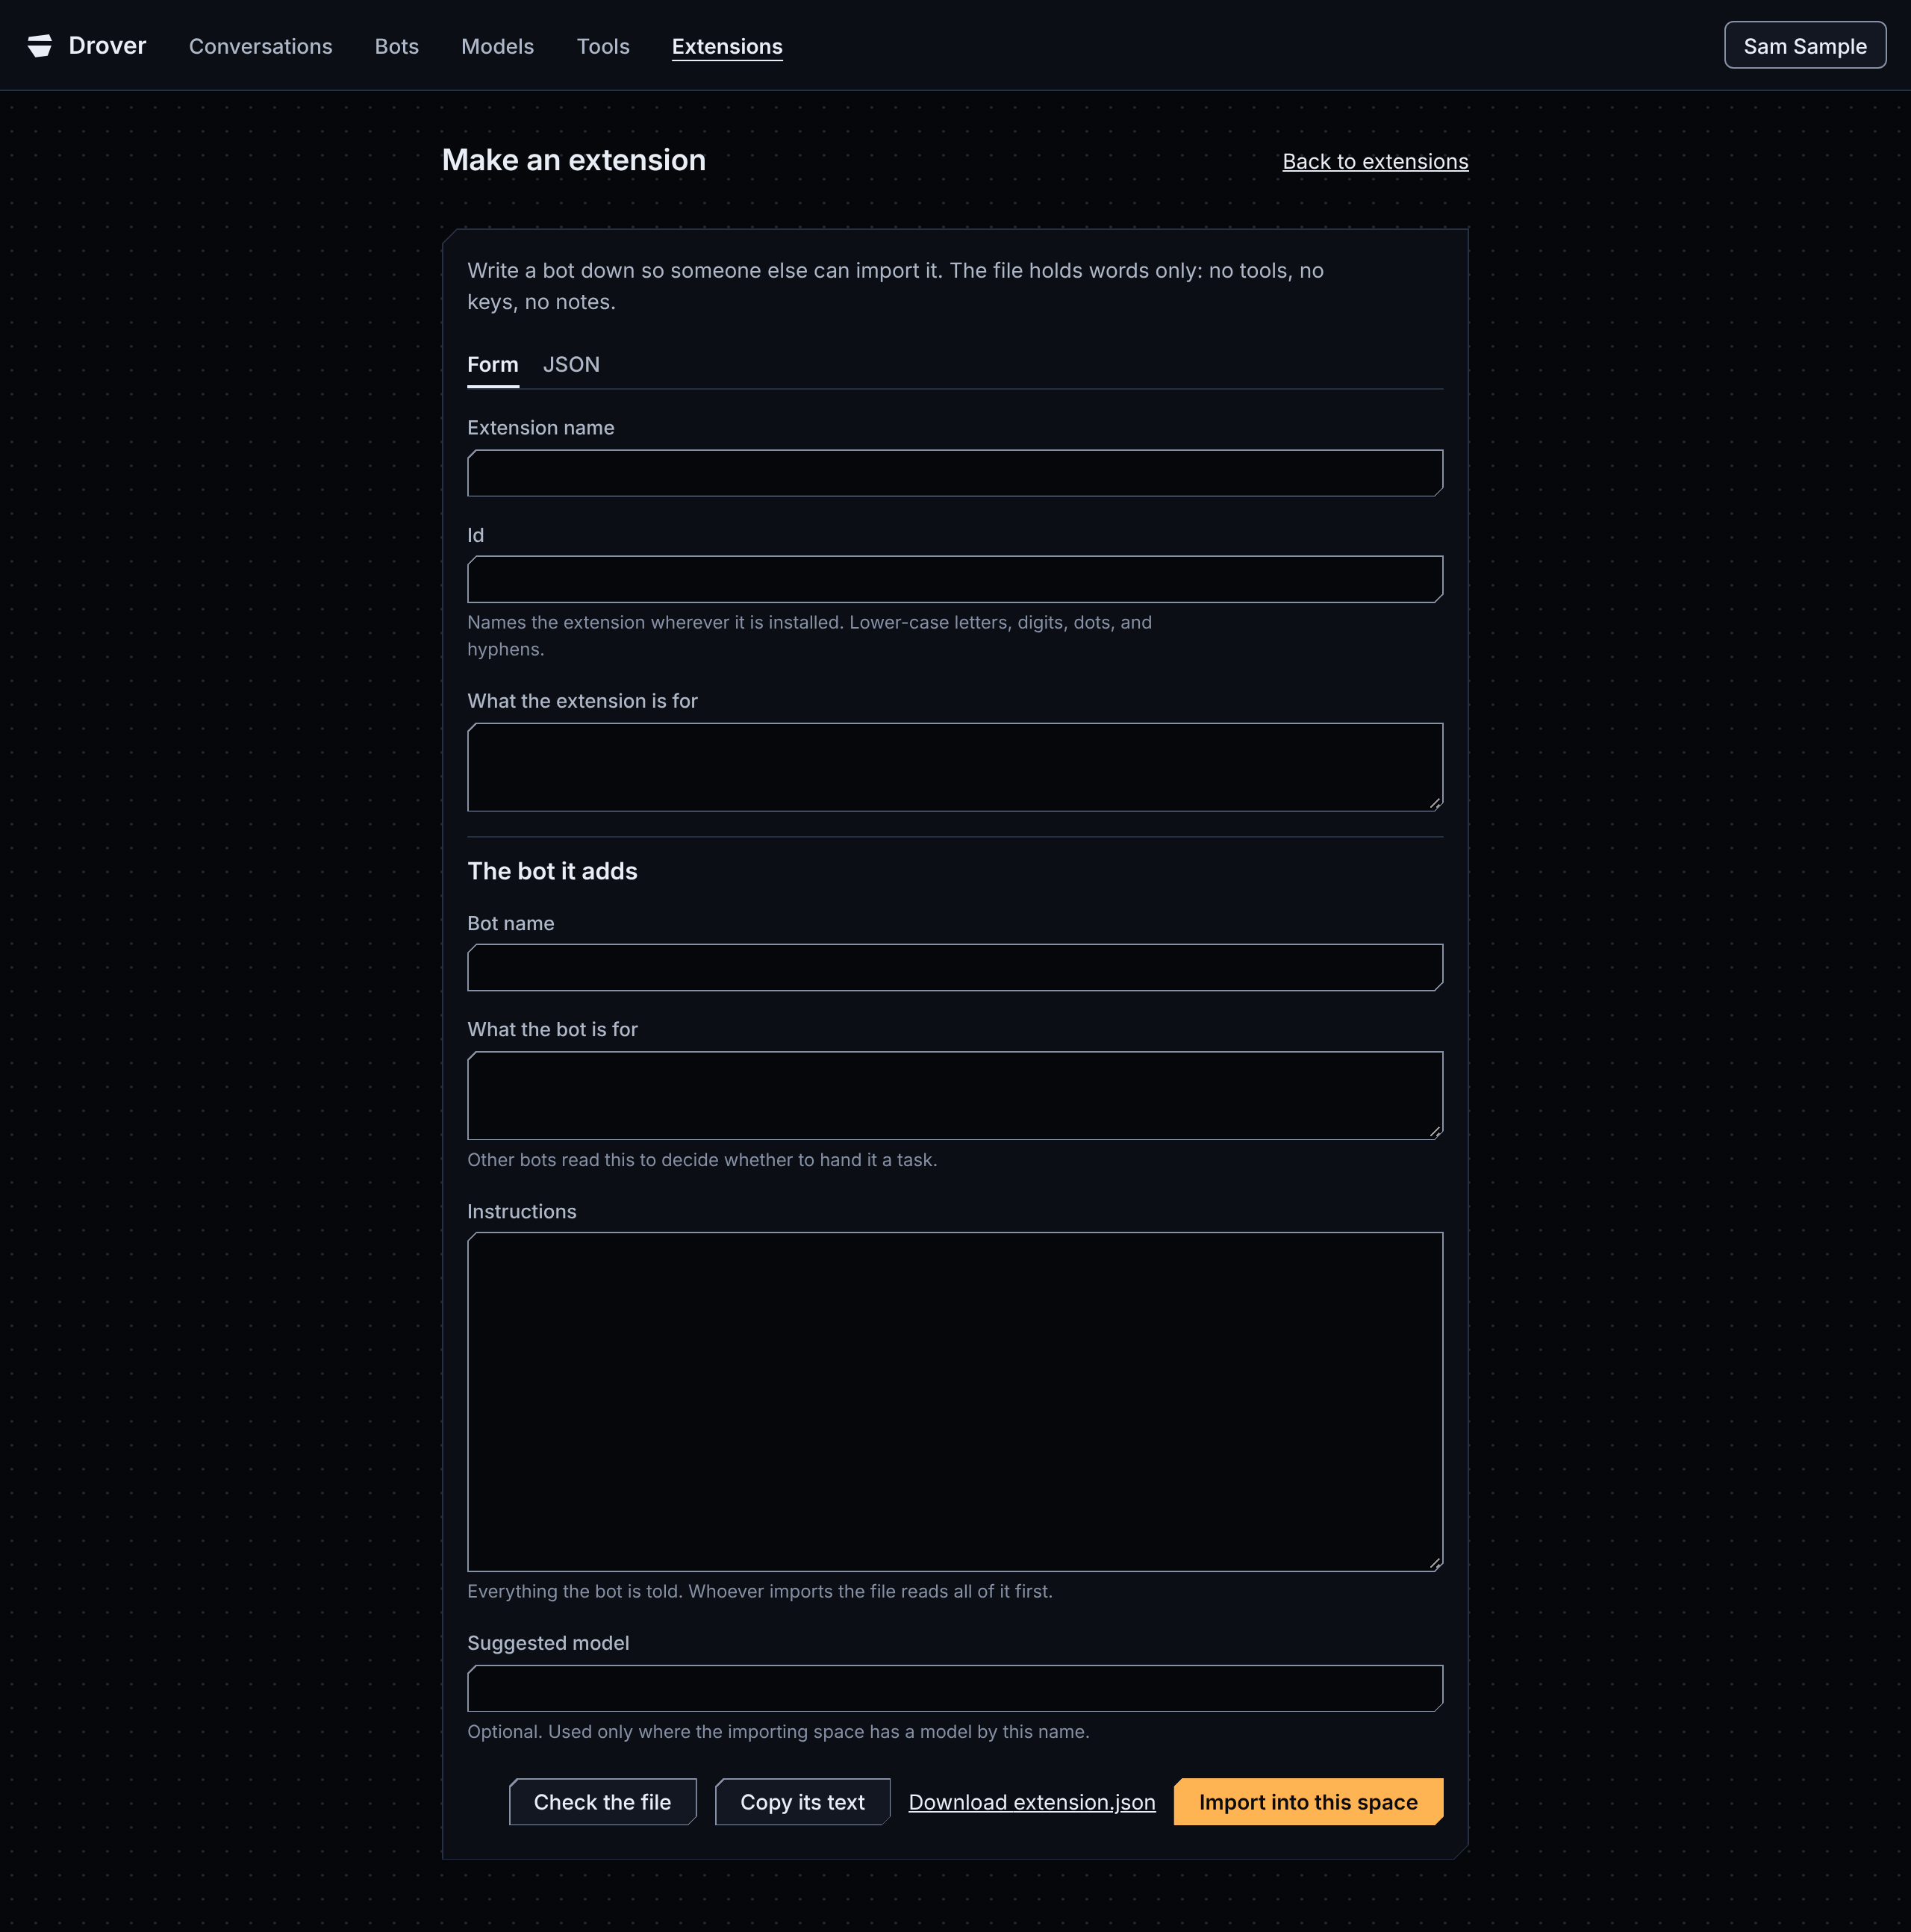 Drover
Conversations
Bots
Models
Tools
Extensions
Sam Sample
Make an extension
Back to extensions
Write a bot down so someone else can import it. The file holds words only: no tools, no
keys, no notes.
Form
JSON
Extension name
Id
Names the extension wherever it is installed. Lower-case letters, digits, dots, and
hyphens.
What the extension is for
The bot it adds
Bot name
What the bot is for
Other bots read this to decide whether to hand it a task.
Instructions
Everything the bot is told. Whoever imports the file reads all of it first.
Suggested model
Optional. Used only where the importing space has a model by this name.
Check the file
Copy its text
Download extension.json
Import into this space